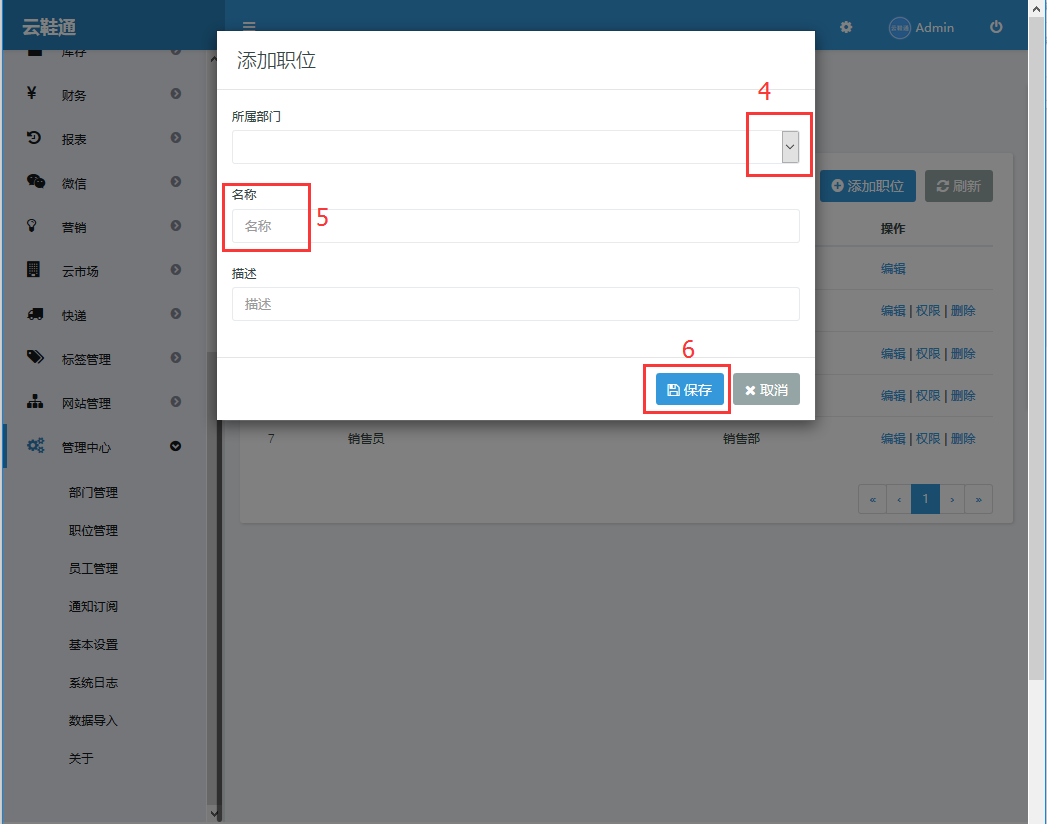 云鞋通
Admin
库存
财务
报表
微信
营销
云市场
快递
标签管理
网站管理
管理中心
部门管理
职位管理
员工管理
通知订阅
基本设置
系统日志
数据导入
关于
添加职位
4
所属部门
名称
5
名称
描述
描述
6
保存 取消
添加职位 刷新
操作
编辑
编辑 | 权限 | 删除
编辑 | 权限 | 删除
编辑 | 权限 | 删除
7 销售员 销售部 编辑 | 权限 | 删除
« ‹ 1 › »